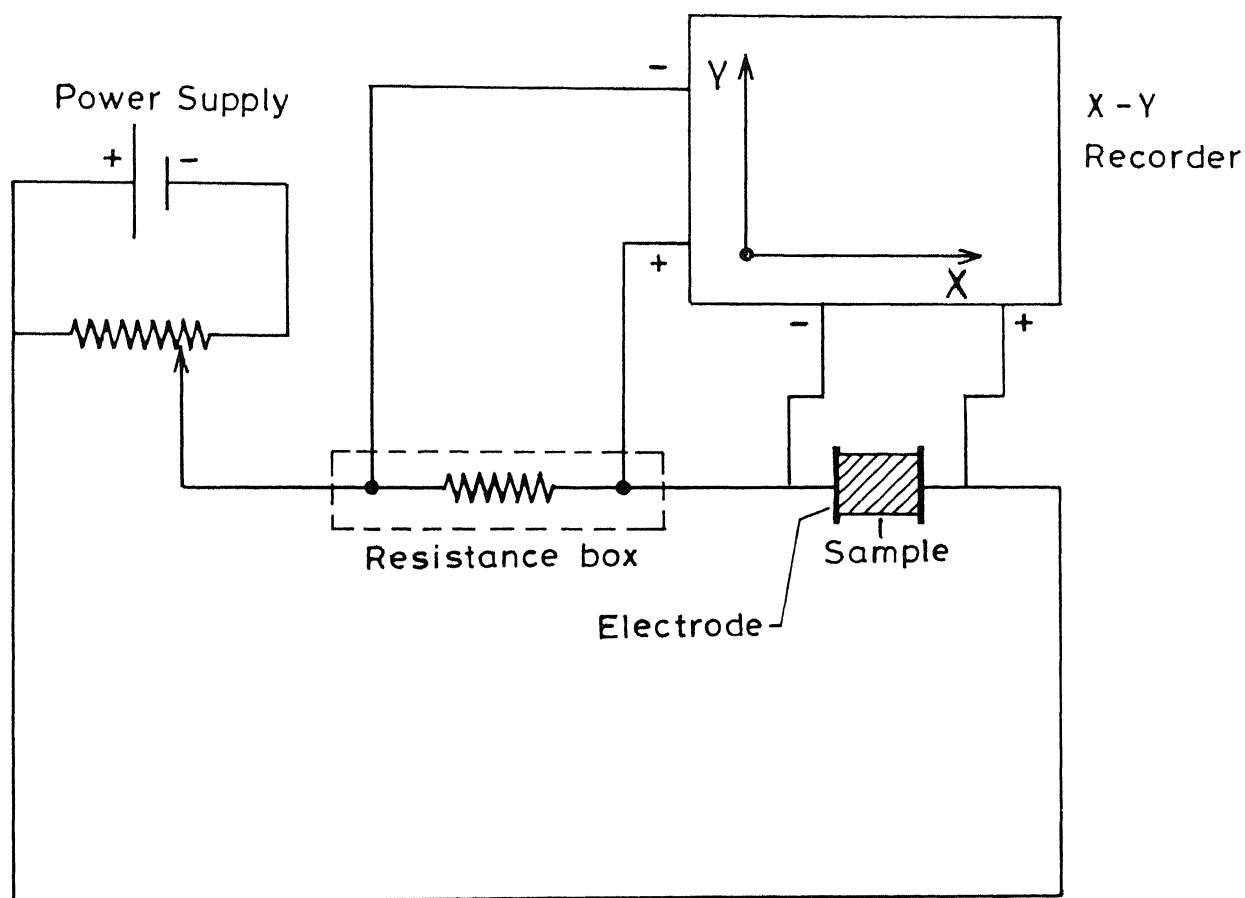 Power Supply
+ -
-
+
Y
X
X - Y
Recorder
- +
Resistance box
Sample
Electrode